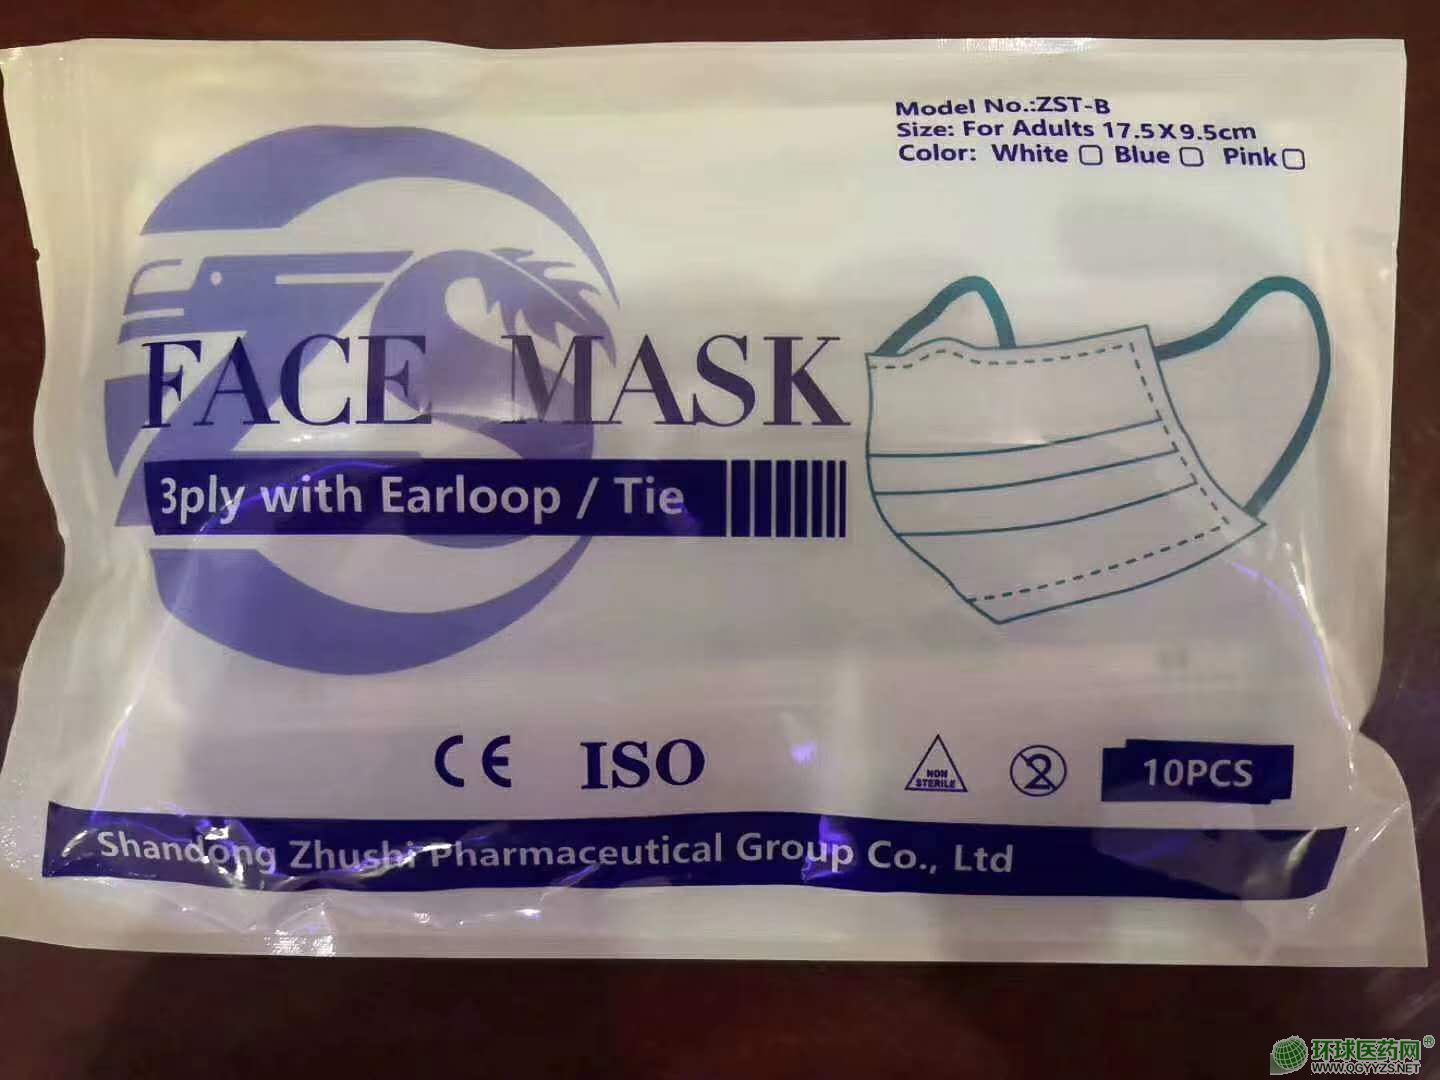 Model No.:ZST-B
Size: For Adults 17.5X9.5cm
Color: White Blue Pink
ZS
FACE MASK
3ply with Earloop / Tie
CE ISO
NON
STERILE
2
10PCS
Shandong Zhushi Pharmaceutical Group Co., Ltd
环球医药网®
WWW.QGYYZS.NET